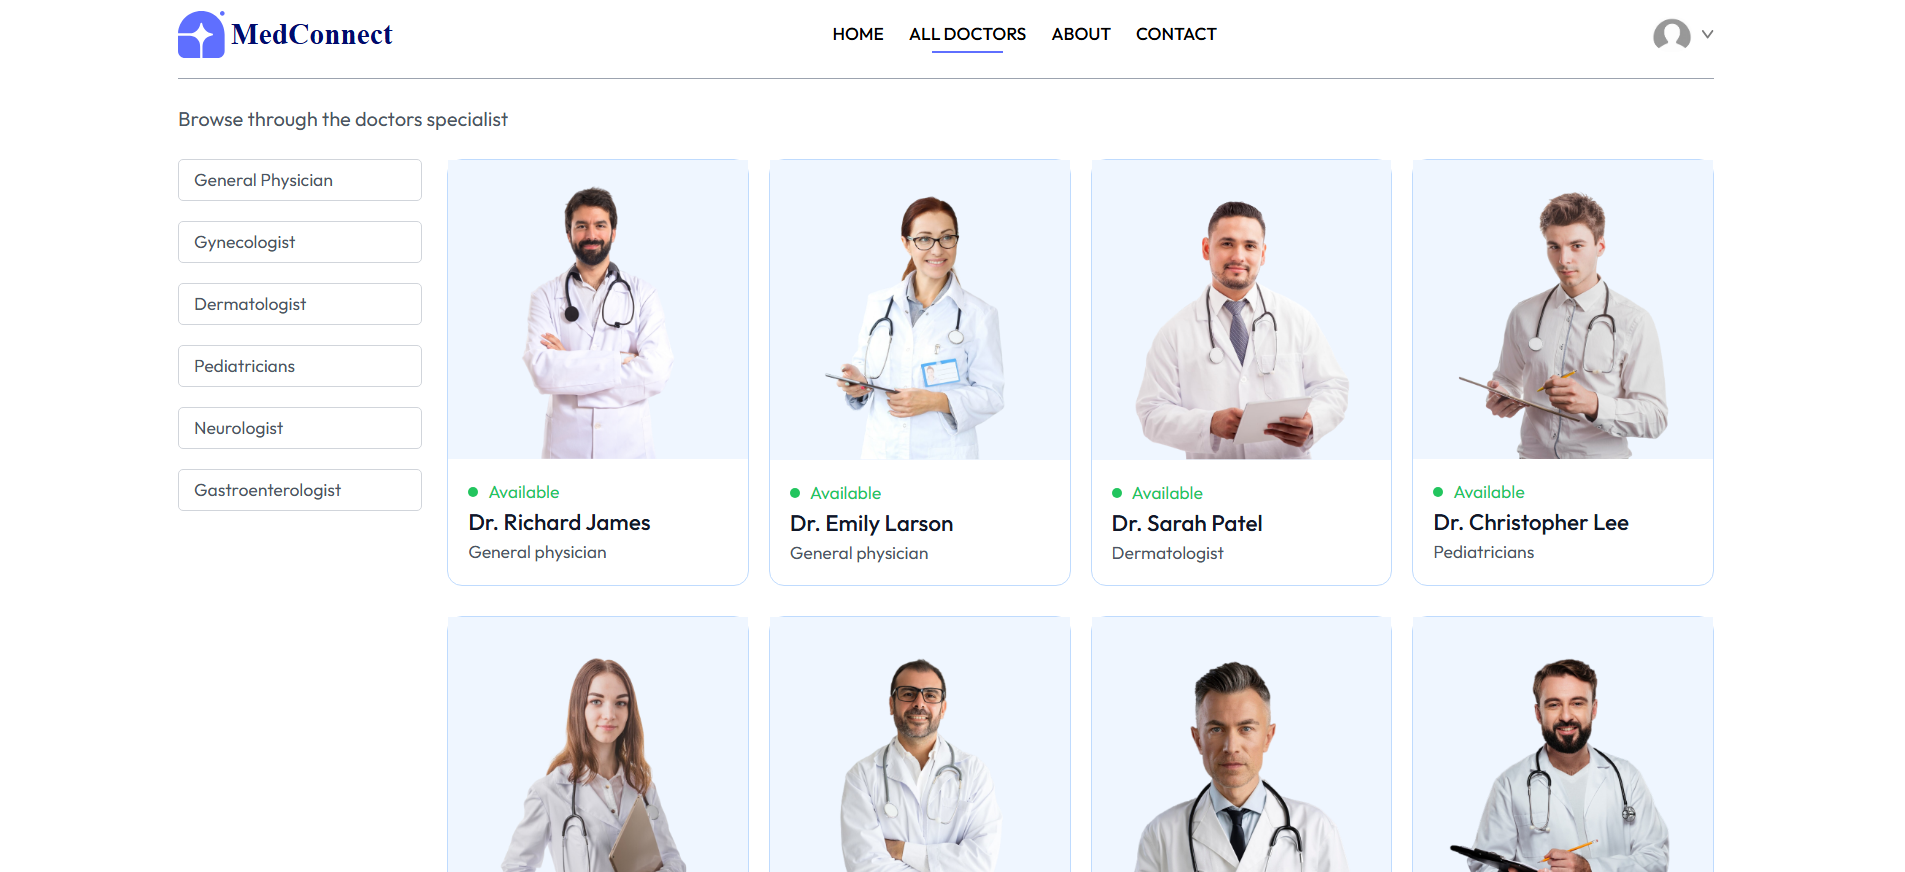 MedConnect
HOME
ALL DOCTORS
ABOUT
CONTACT
Browse through the doctors specialist
General Physician
Gynecologist
Dermatologist
Pediatricians
Neurologist
Gastroenterologist
Available
Dr. Richard James
General physician
Available
Dr. Emily Larson
General physician
Available
Dr. Sarah Patel
Dermatologist
Available
Dr. Christopher Lee
Pediatricians